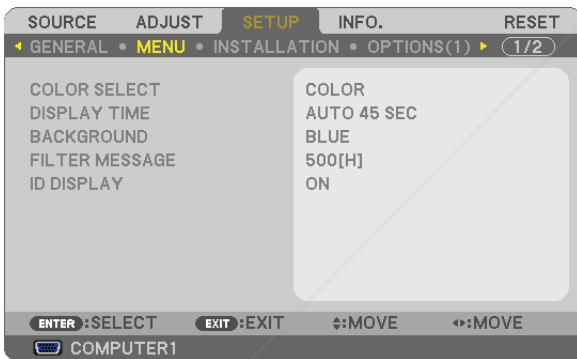 SOURCE ADJUST SETUP INFO. RESET
GENERAL • MENU • INSTALLATION • OPTIONS(1) 1/2
COLOR SELECT COLOR
DISPLAY TIME AUTO 45 SEC
BACKGROUND BLUE
FILTER MESSAGE 500[H]
ID DISPLAY ON
ENTER :SELECT EXIT :EXIT :MOVE :MOVE
COMPUTER1